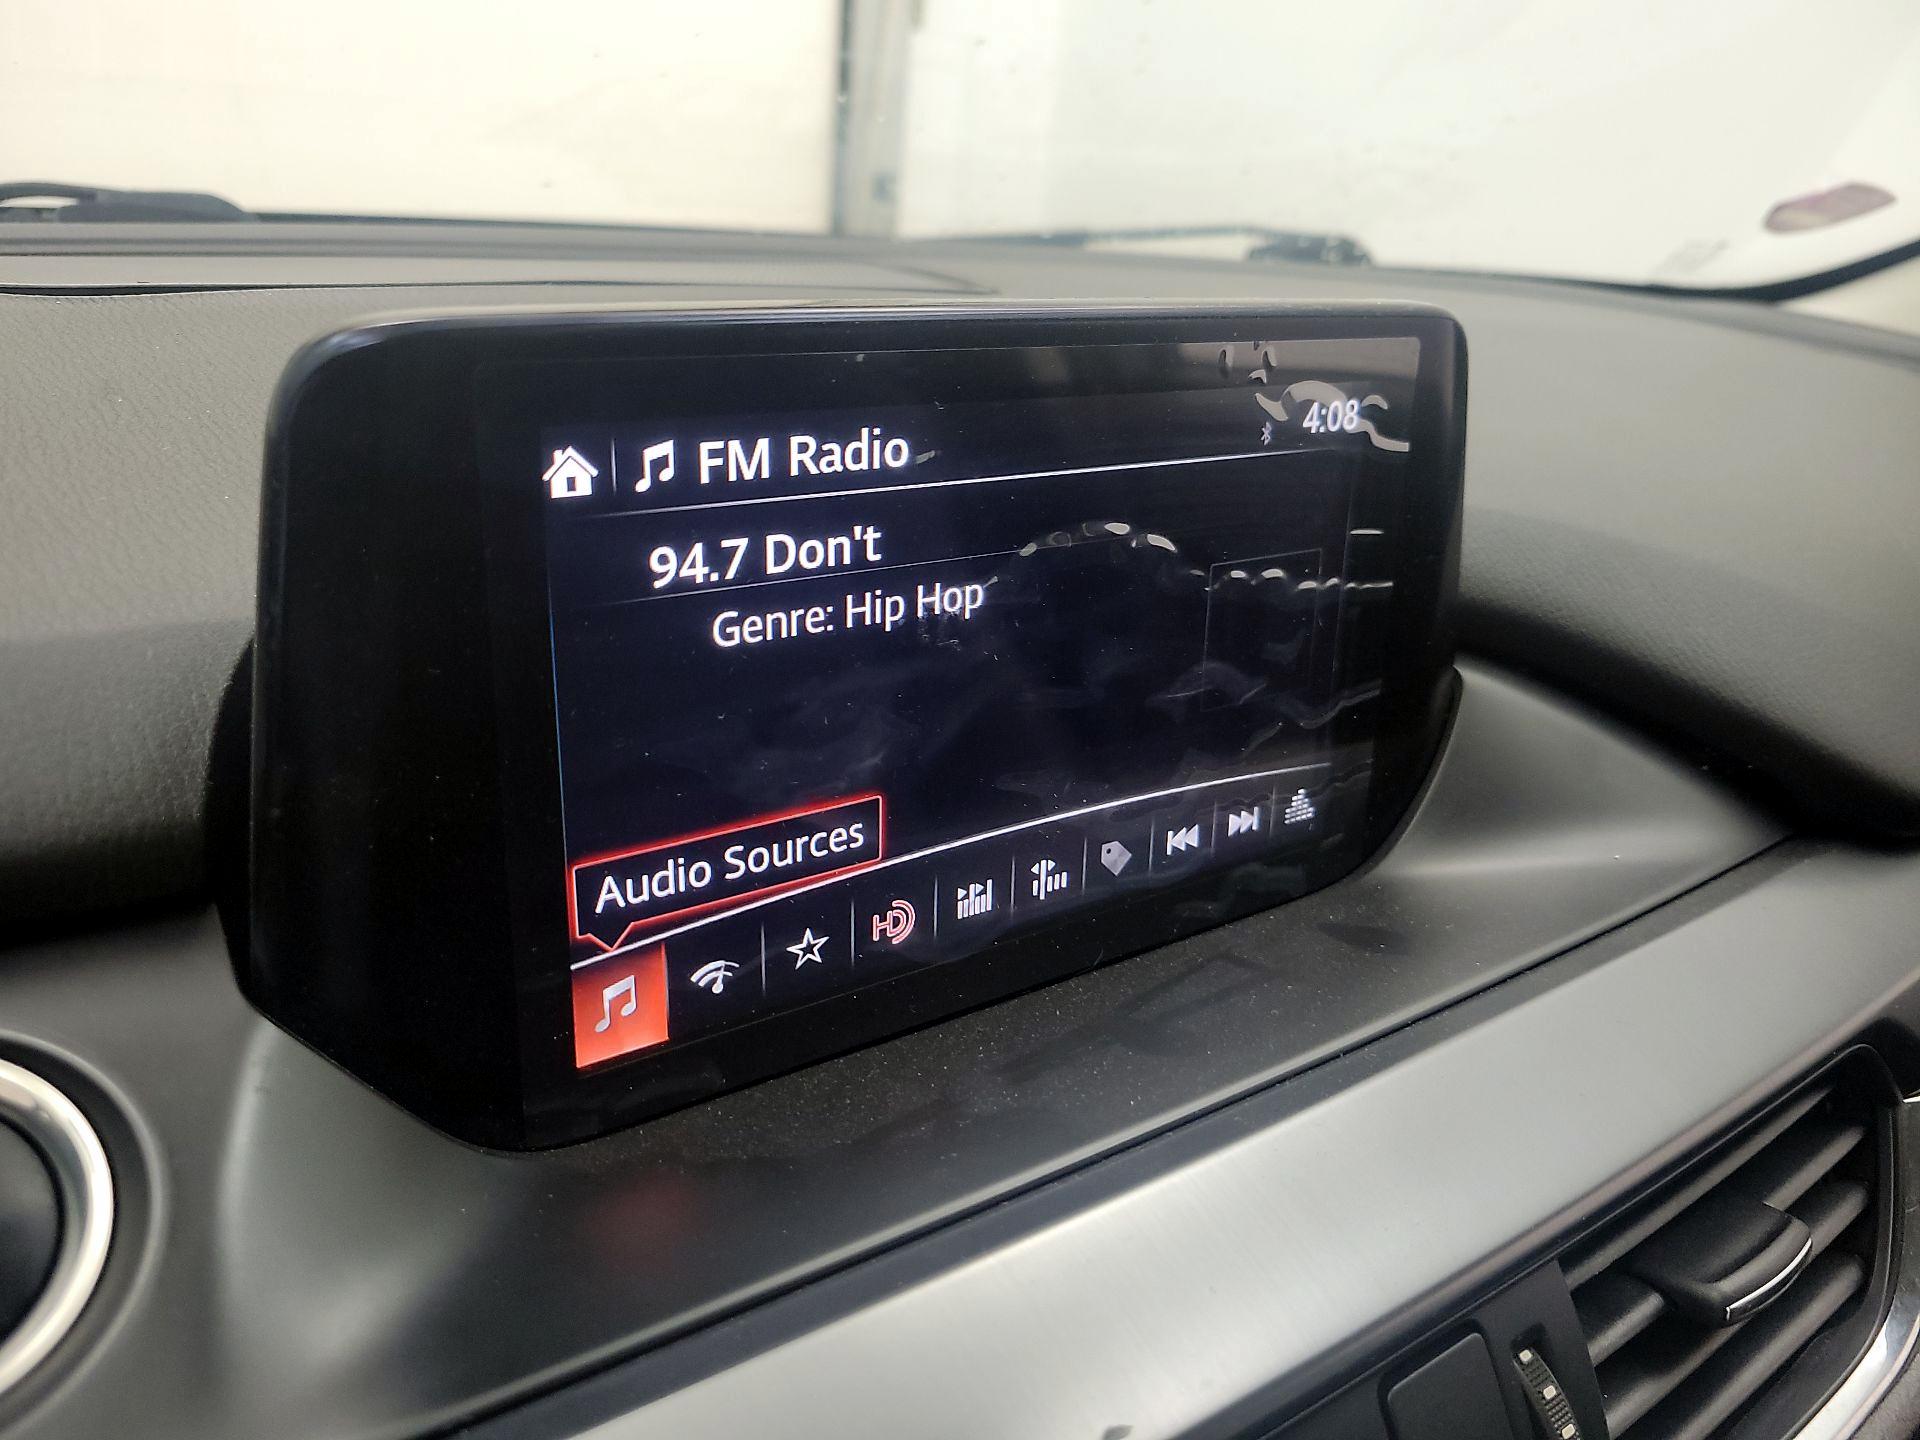 FM Radio
4:08
94.7 Don't
Genre: Hip Hop
Audio Sources
HD